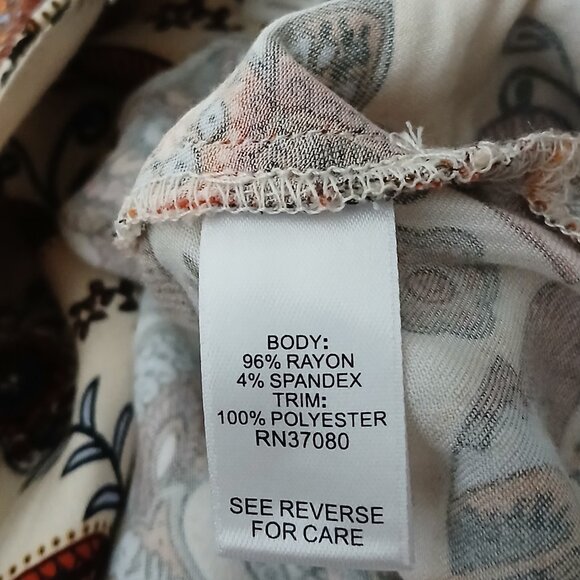 BODY:
96% RAYON
4% SPANDEX
TRIM:
100% POLYESTER
RN37080
SEE REVERSE
FOR CARE